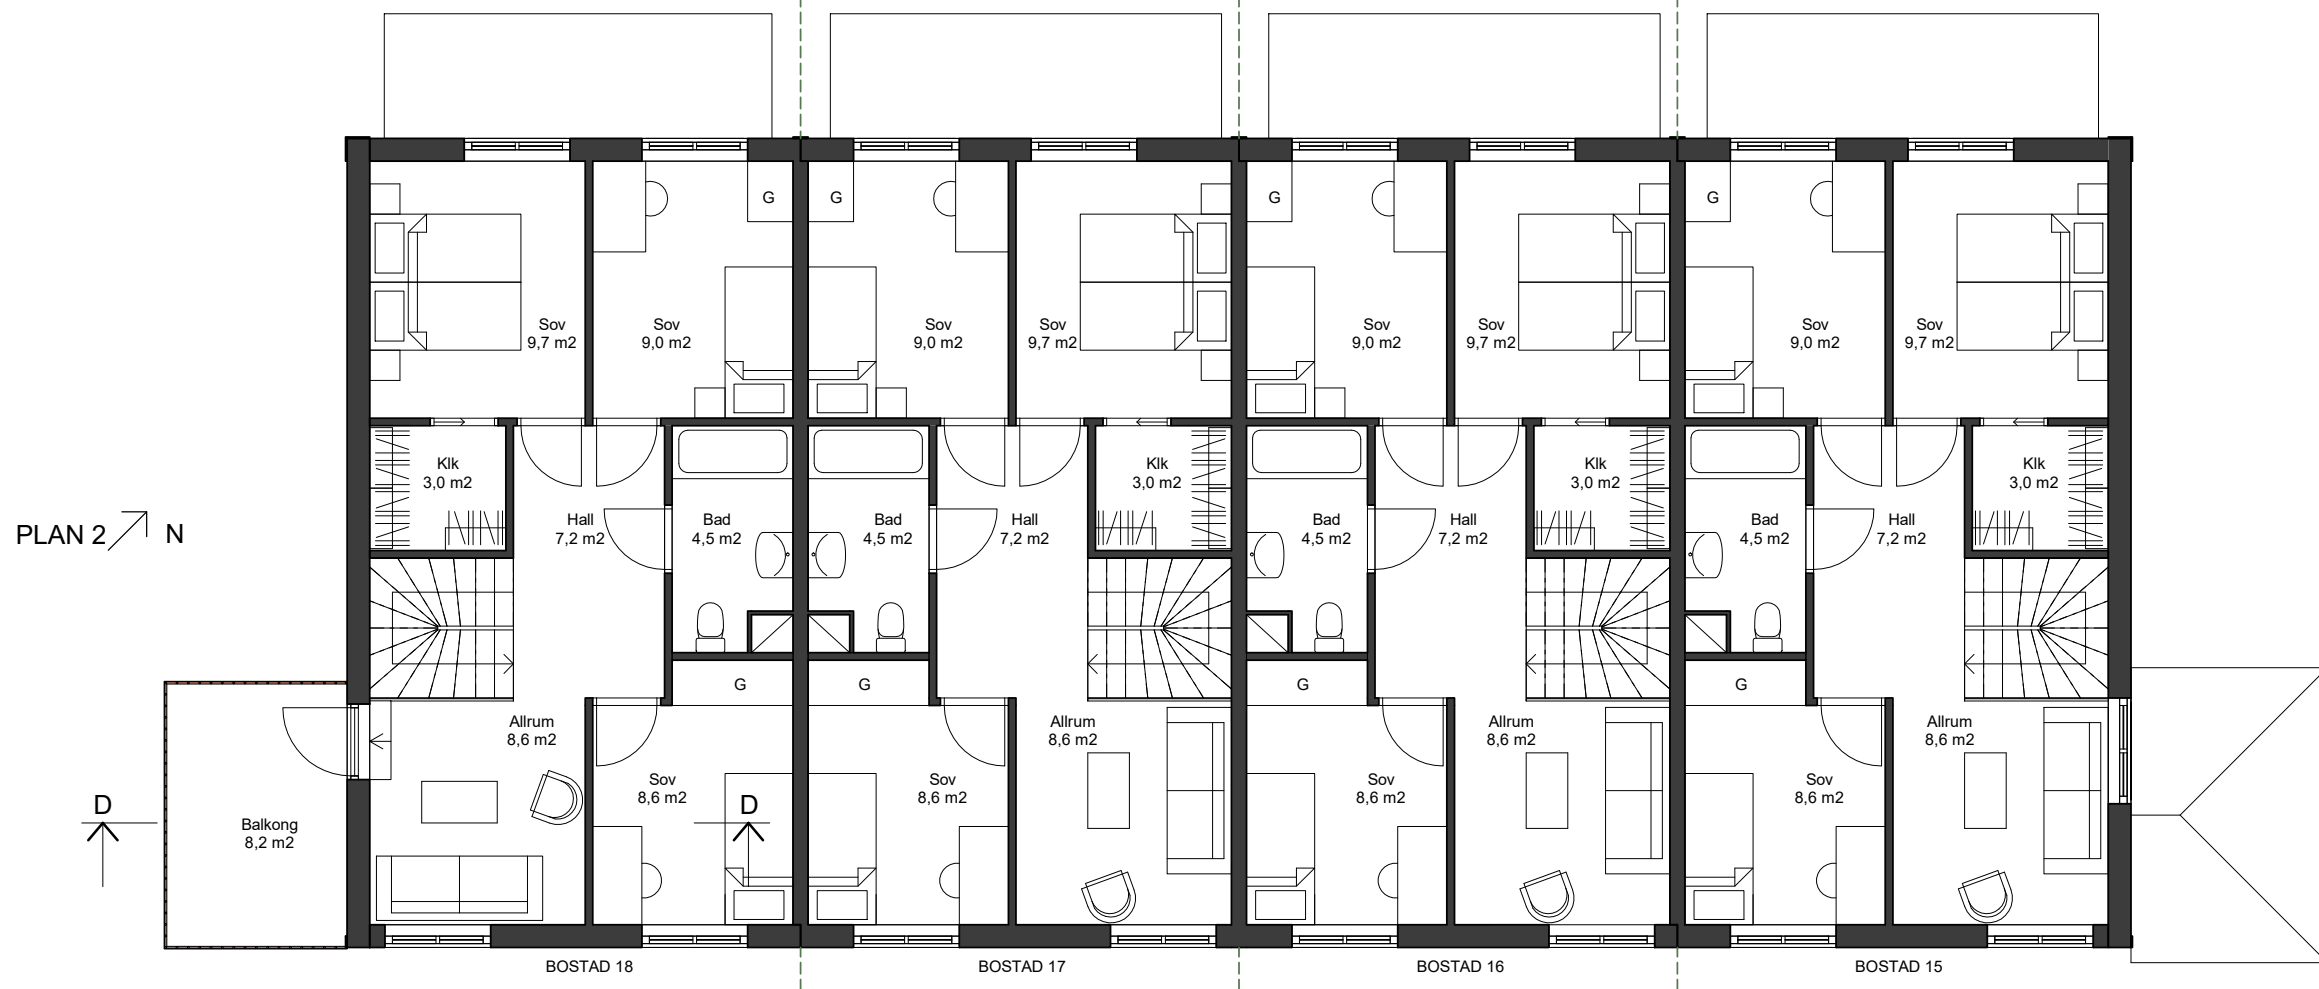 G
G
G
G
Sov
9,7 m2
Sov
9,0 m2
Sov
9,0 m2
Sov
9,7 m2
Sov
9,0 m2
Sov
9,7 m2
Sov
9,0 m2
Sov
9,7 m2
Klk
3,0 m2
Klk
3,0 m2
Klk
3,0 m2
Klk
3,0 m2
PLAN 2 N
Hall
7,2 m2
Bad
4,5 m2
Bad
4,5 m2
Hall
7,2 m2
Bad
4,5 m2
Hall
7,2 m2
Bad
4,5 m2
Hall
7,2 m2
G
G
G
G
Allrum
8,6 m2
Allrum
8,6 m2
Allrum
8,6 m2
Allrum
8,6 m2
Sov
8,6 m2
Sov
8,6 m2
Sov
8,6 m2
Sov
8,6 m2
D
D
Balkong
8,2 m2
BOSTAD 18
BOSTAD 17
BOSTAD 16
BOSTAD 15